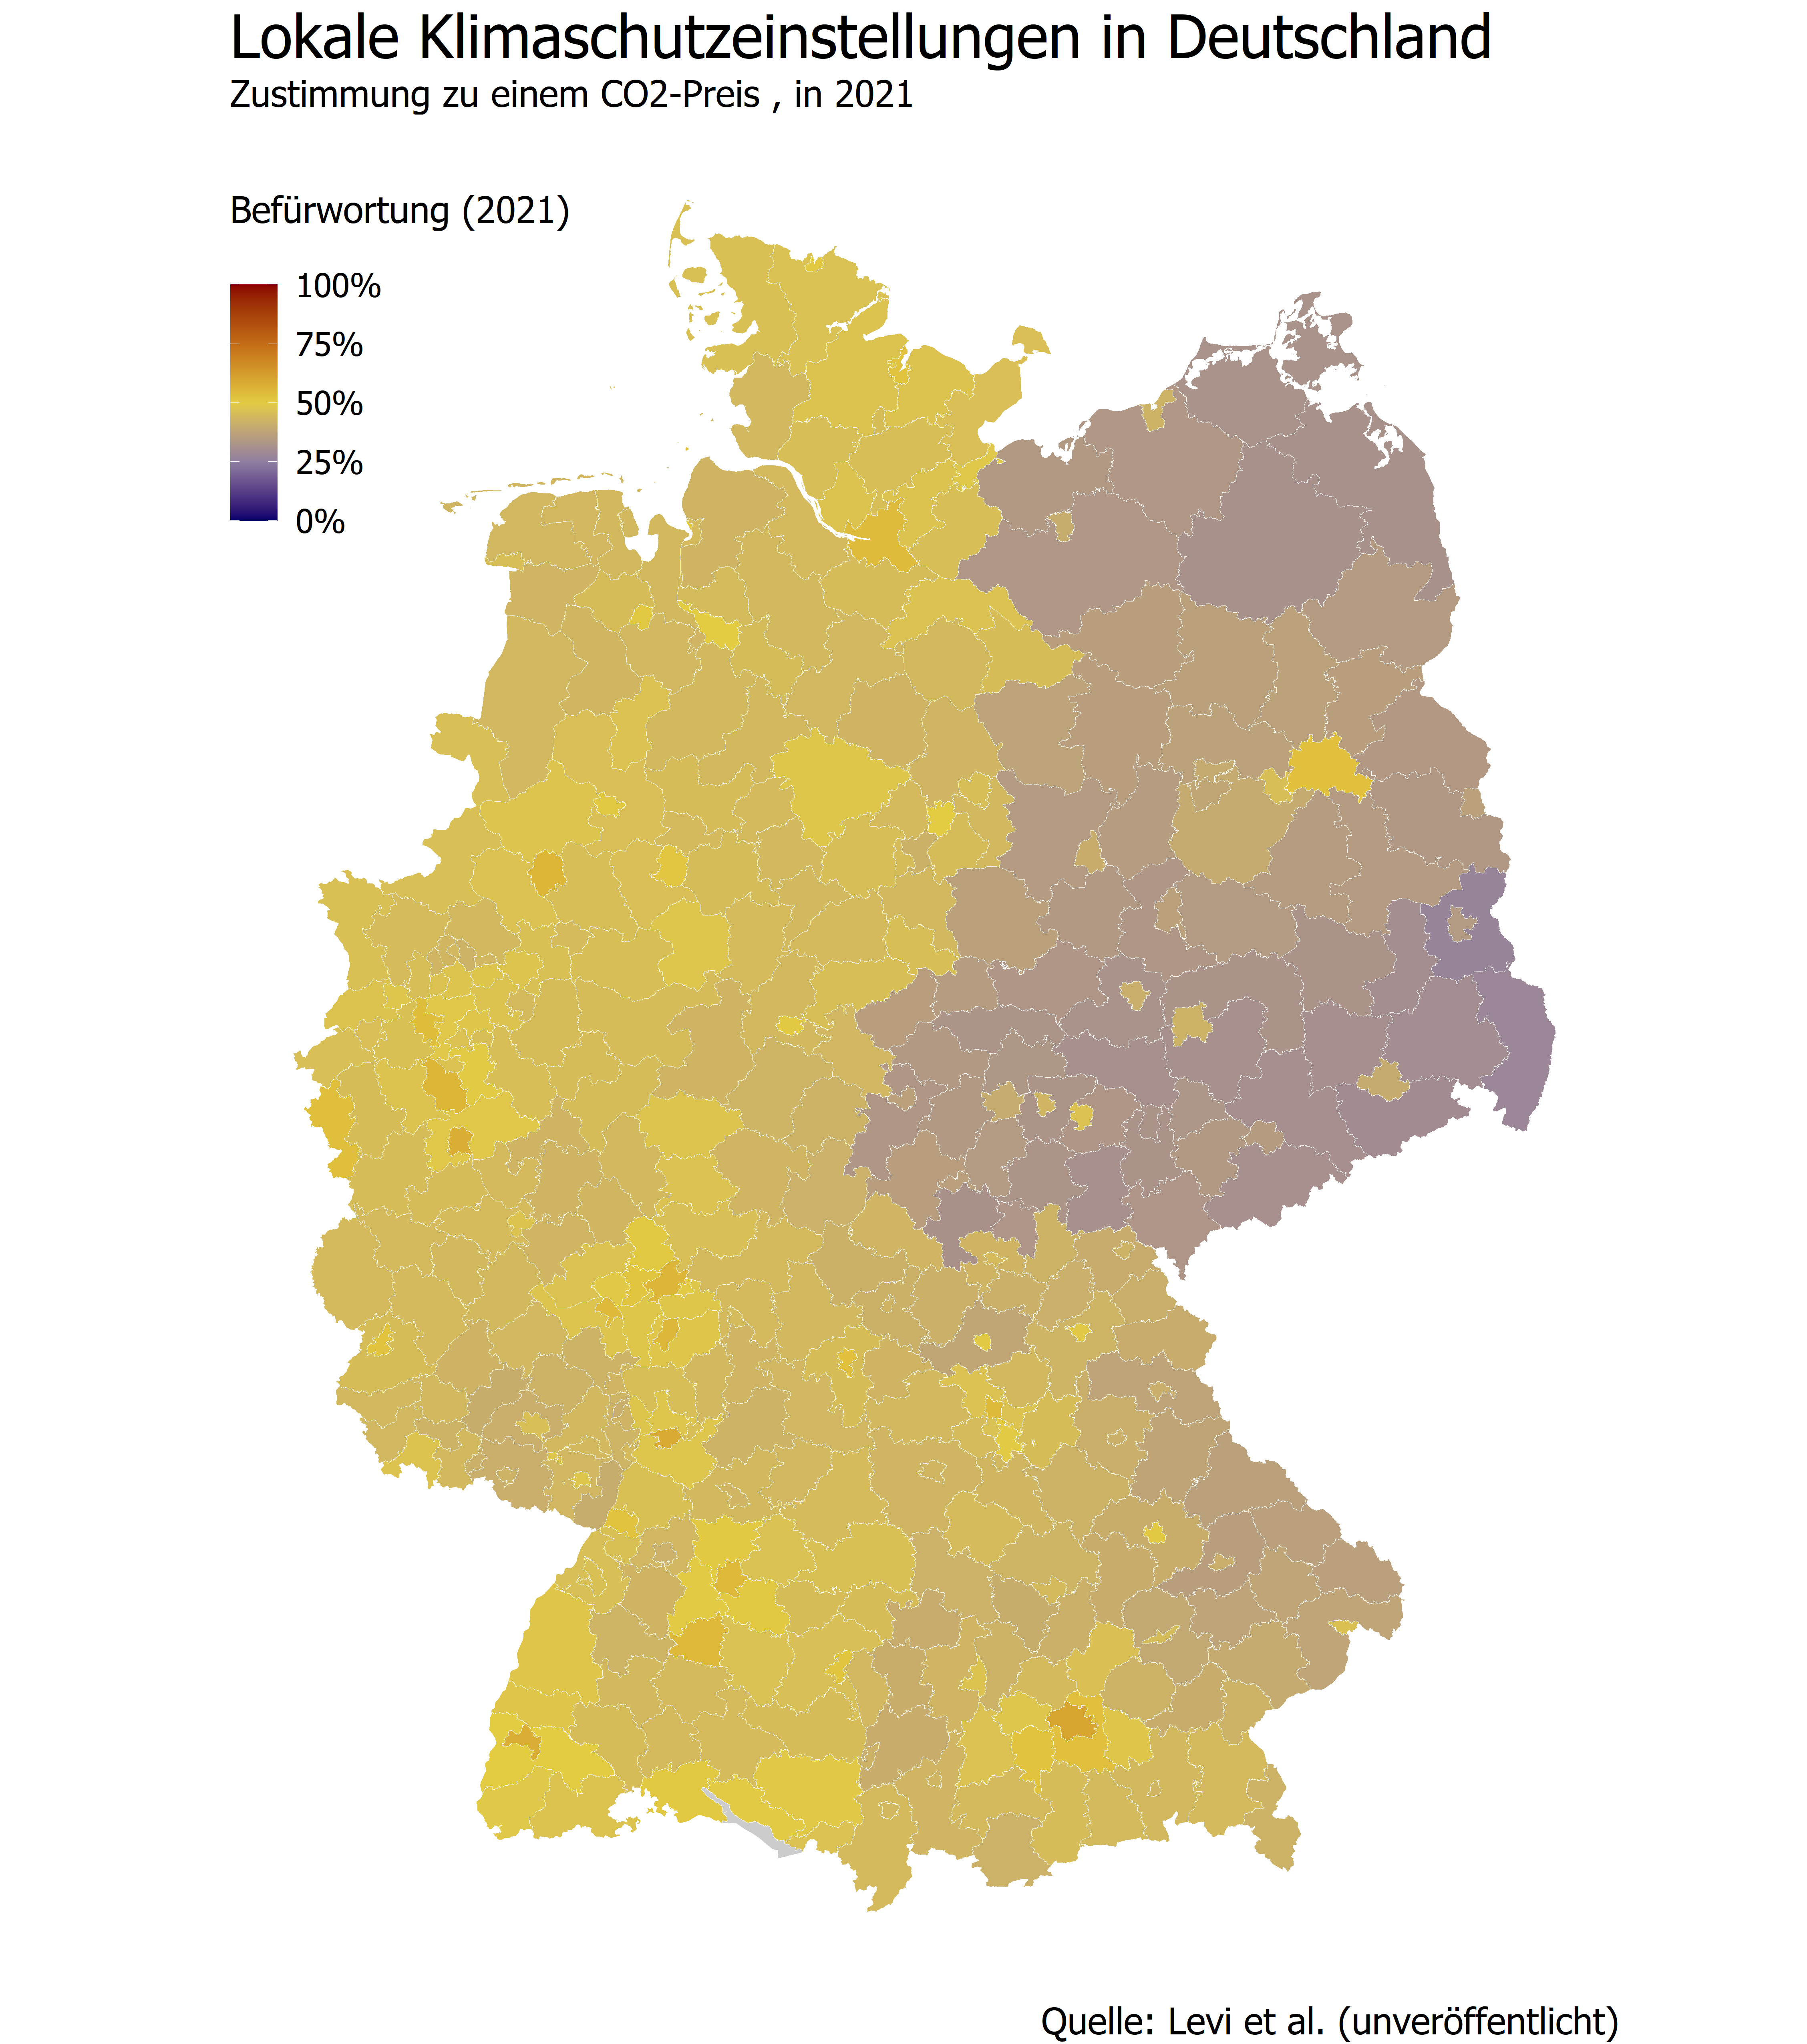 Lokale Klimaschutzeinstellungen in Deutschland
Zustimmung zu einem CO2-Preis , in 2021
Befürwortung (2021)
100%
75%
50%
25%
0%
Quelle: Levi et al. (unveröffentlicht)